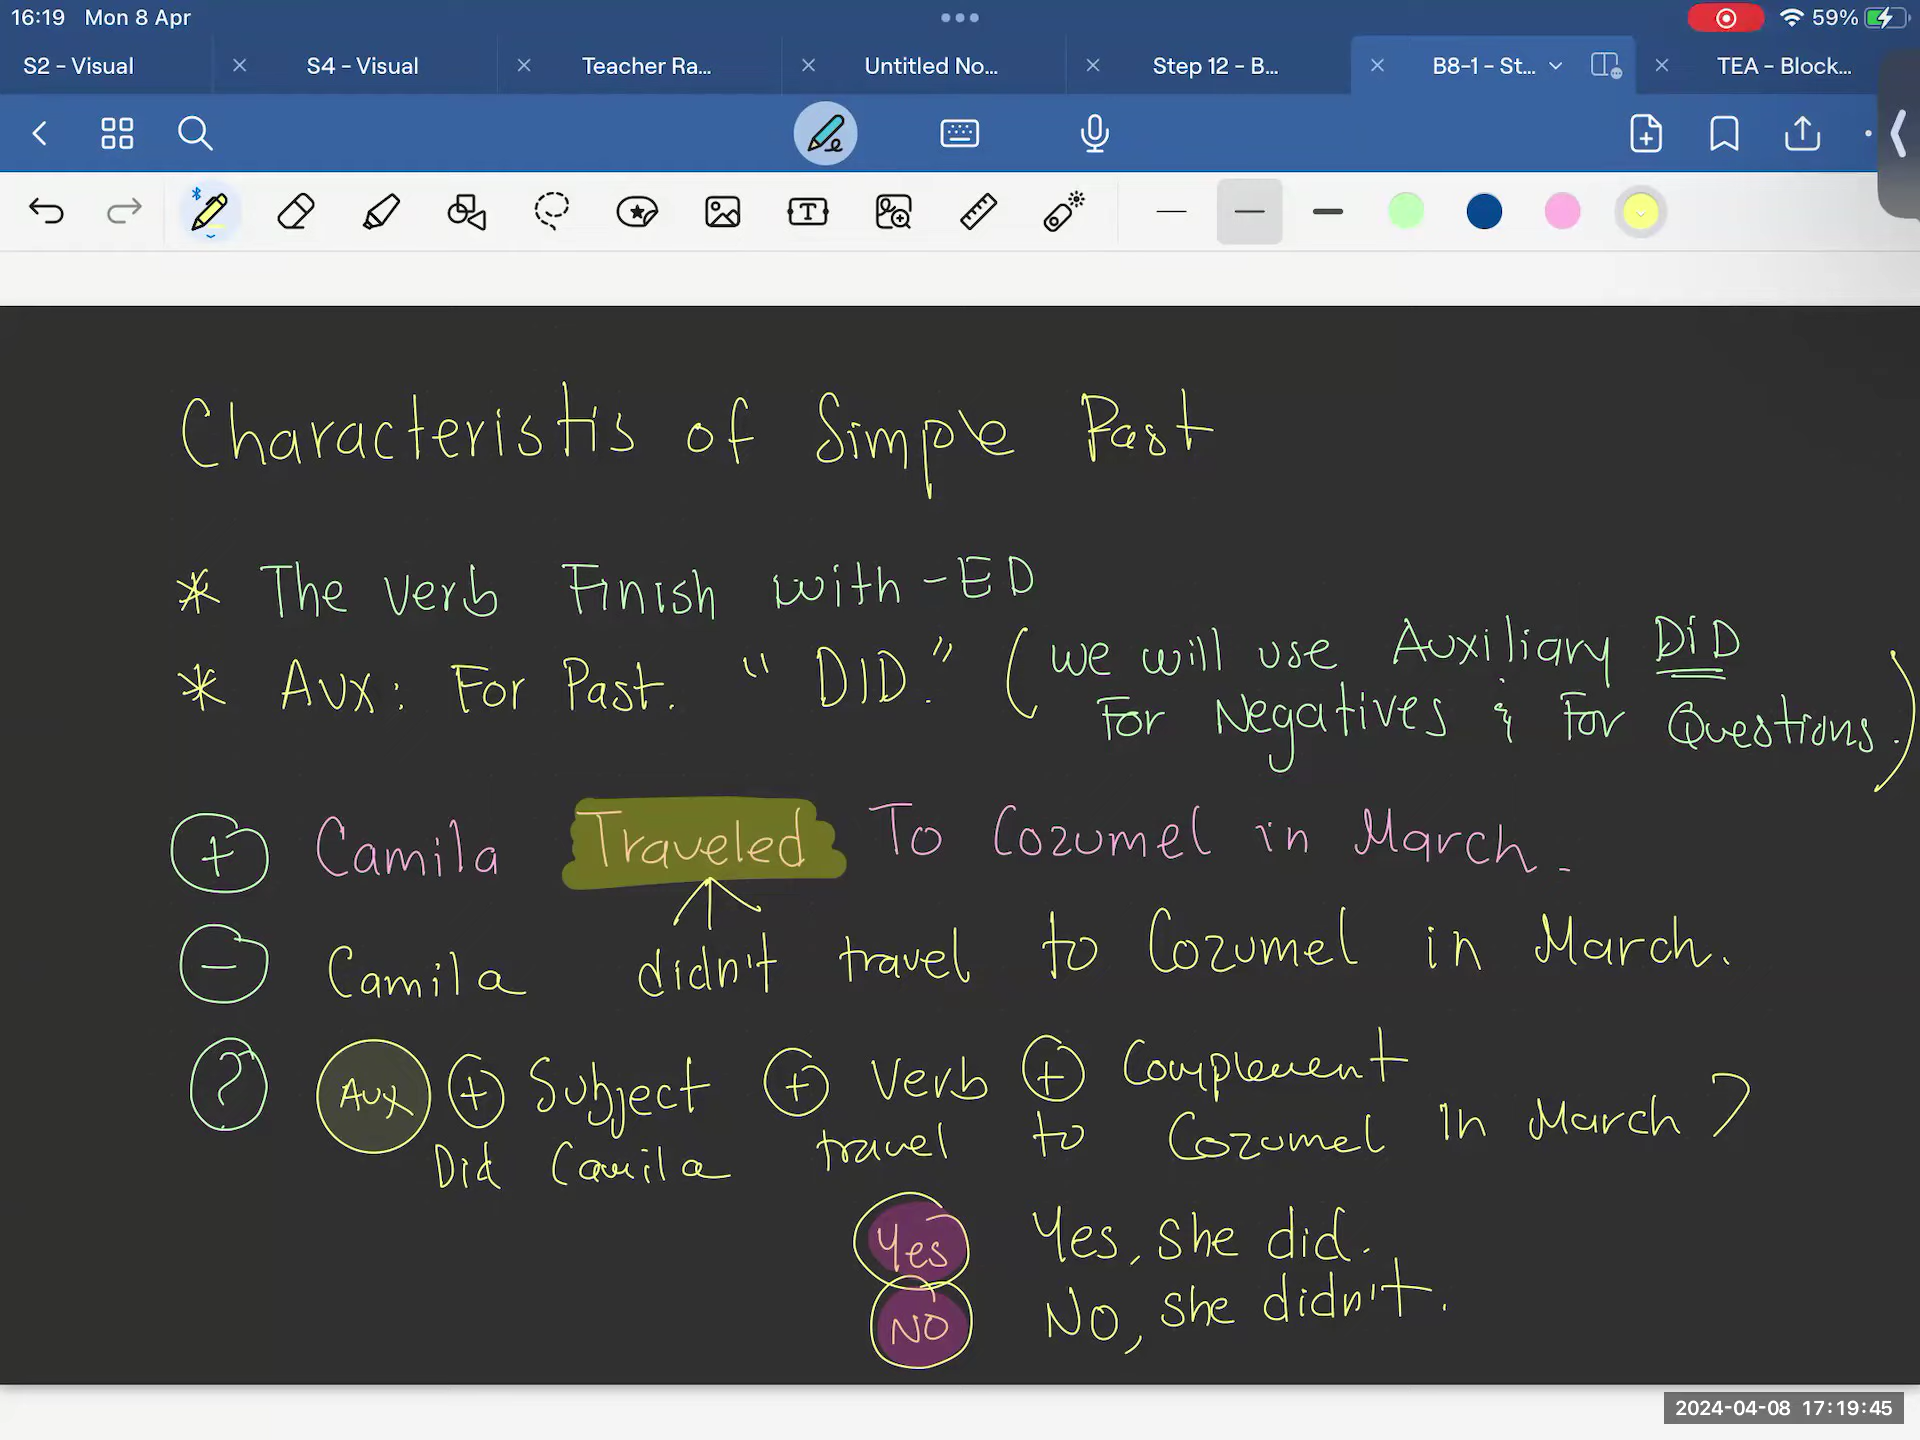 16:19 Mon 8 Apr
59%
S2 - Visual
S4 - Visual
Teacher Ra...
Untitled No...
Step 12 - B...
B8-1 - St...
TEA - Block...
Characteristis of Simple Past
* The Verb Finish with -ED
* Aux: For Past. "DID." (we will use Auxiliary DiD
For Negatives & For Questions.)
+ Camila Traveled To Cozumel in March.
- Camila didn't travel to Cozumel in March.
? Aux + Subject + Verb + Complement
Did Camila travel to Cozumel in March?
Yes Yes, she did.
NO No, she didn't.
2024-04-08 17:19:45